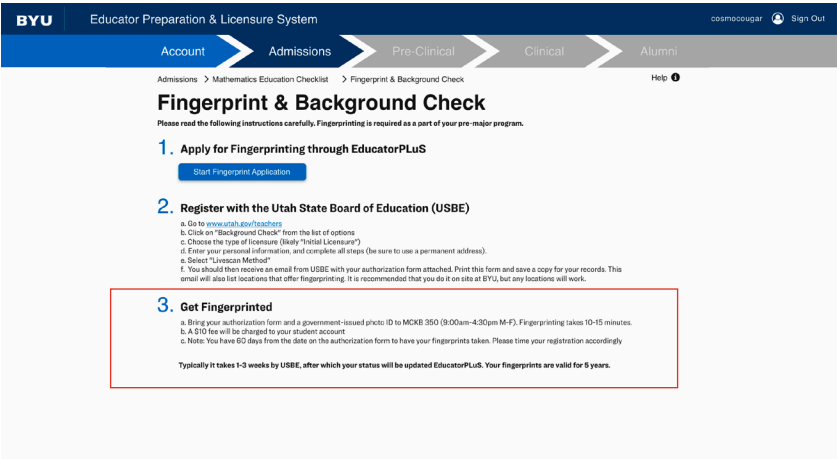 BYU Educator Preparation & Licensure System cosmocougar Sign Out
Account Admissions Pre-Clinical Clinical Alumni
Admissions > Mathematics Education Checklist > Fingerprint & Background Check Help
Fingerprint & Background Check
Please read the following instructions carefully. Fingerprinting is required as a part of your pre-major program.
1. Apply for Fingerprinting through EducatorPLuS
Start Fingerprint Application
2. Register with the Utah State Board of Education (USBE)
a. Go to www.utah.gov/teachers
b. Click on "Background Check" from the list of options
c. Choose the type of licensure (likely "Initial Licensure")
d. Enter your personal information, and complete all steps (be sure to use a permanent address).
e. Select "Livescan Method"
f. You should then receive an email from USBE with your authorization form attached. Print this form and save a copy for your records. This
email will also list locations that offer fingerprinting. It is recommended that you do it on site at BYU, but any locations will work.
3. Get Fingerprinted
a. Bring your authorization form and a government-issued photo ID to MCKB 350 (9:00am-4:30pm M-F). Fingerprinting takes 10-15 minutes.
b. A $10 fee will be charged to your student account
c. Note: You have 60 days from the date on the authorization form to have your fingerprints taken. Please time your registration accordingly
Typically it takes 1-3 weeks by USBE, after which your status will be updated EducatorPLuS. Your fingerprints are valid for 5 years.